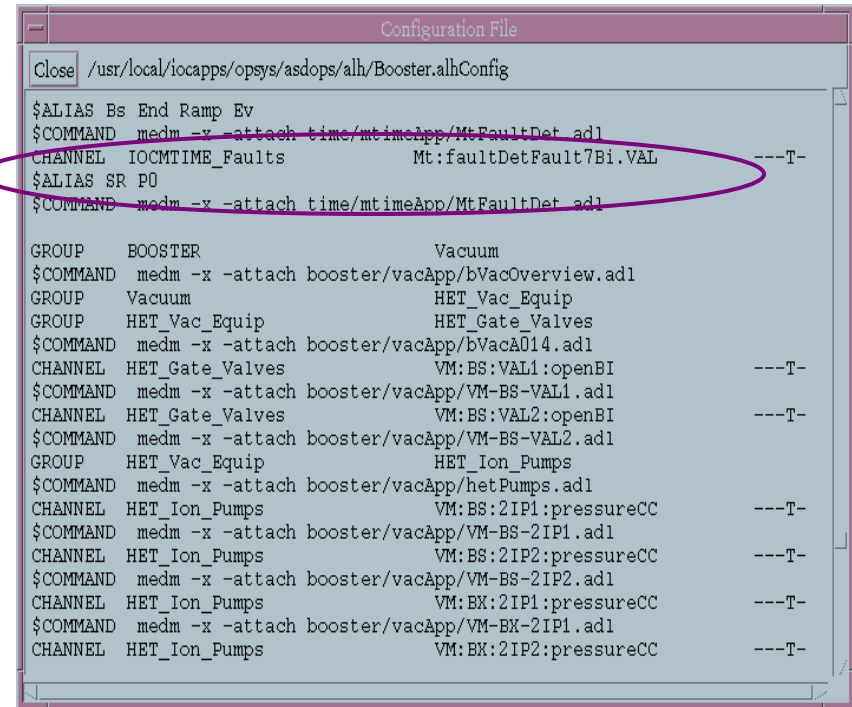 Configuration File
Close /usr/local/iocapps/opsys/asdops/alh/Booster.alhConfig
$ALIAS Bs End Ramp Ev
$COMMAND medm -x -attach time/mtimeApp/MtFaultDet.adl
CHANNEL IOCMTIME_Faults Mt:faultDetFault7Bi.VAL ---T-
$ALIAS SR P0
$COMMAND medm -x -attach time/mtimeApp/MtFaultDet.adl
GROUP BOOSTER Vacuum
$COMMAND medm -x -attach booster/vacApp/bVacOverview.adl
GROUP Vacuum HET_Vac_Equip
GROUP HET_Vac_Equip HET_Gate_Valves
$COMMAND medm -x -attach booster/vacApp/bVacA014.adl
CHANNEL HET_Gate_Valves VM:BS:VAL1:openBI ---T-
$COMMAND medm -x -attach booster/vacApp/VM-BS-VAL1.adl
CHANNEL HET_Gate_Valves VM:BS:VAL2:openBI ---T-
$COMMAND medm -x -attach booster/vacApp/VM-BS-VAL2.adl
GROUP HET_Vac_Equip HET_Ion_Pumps
$COMMAND medm -x -attach booster/vacApp/hetPumps.adl
CHANNEL HET_Ion_Pumps VM:BS:2IP1:pressureCC ---T-
$COMMAND medm -x -attach booster/vacApp/VM-BS-2IP1.adl
CHANNEL HET_Ion_Pumps VM:BS:2IP2:pressureCC ---T-
$COMMAND medm -x -attach booster/vacApp/VM-BS-2IP2.adl
CHANNEL HET_Ion_Pumps VM:BX:2IP1:pressureCC ---T-
$COMMAND medm -x -attach booster/vacApp/VM-BX-2IP1.adl
CHANNEL HET_Ion_Pumps VM:BX:2IP2:pressureCC ---T-